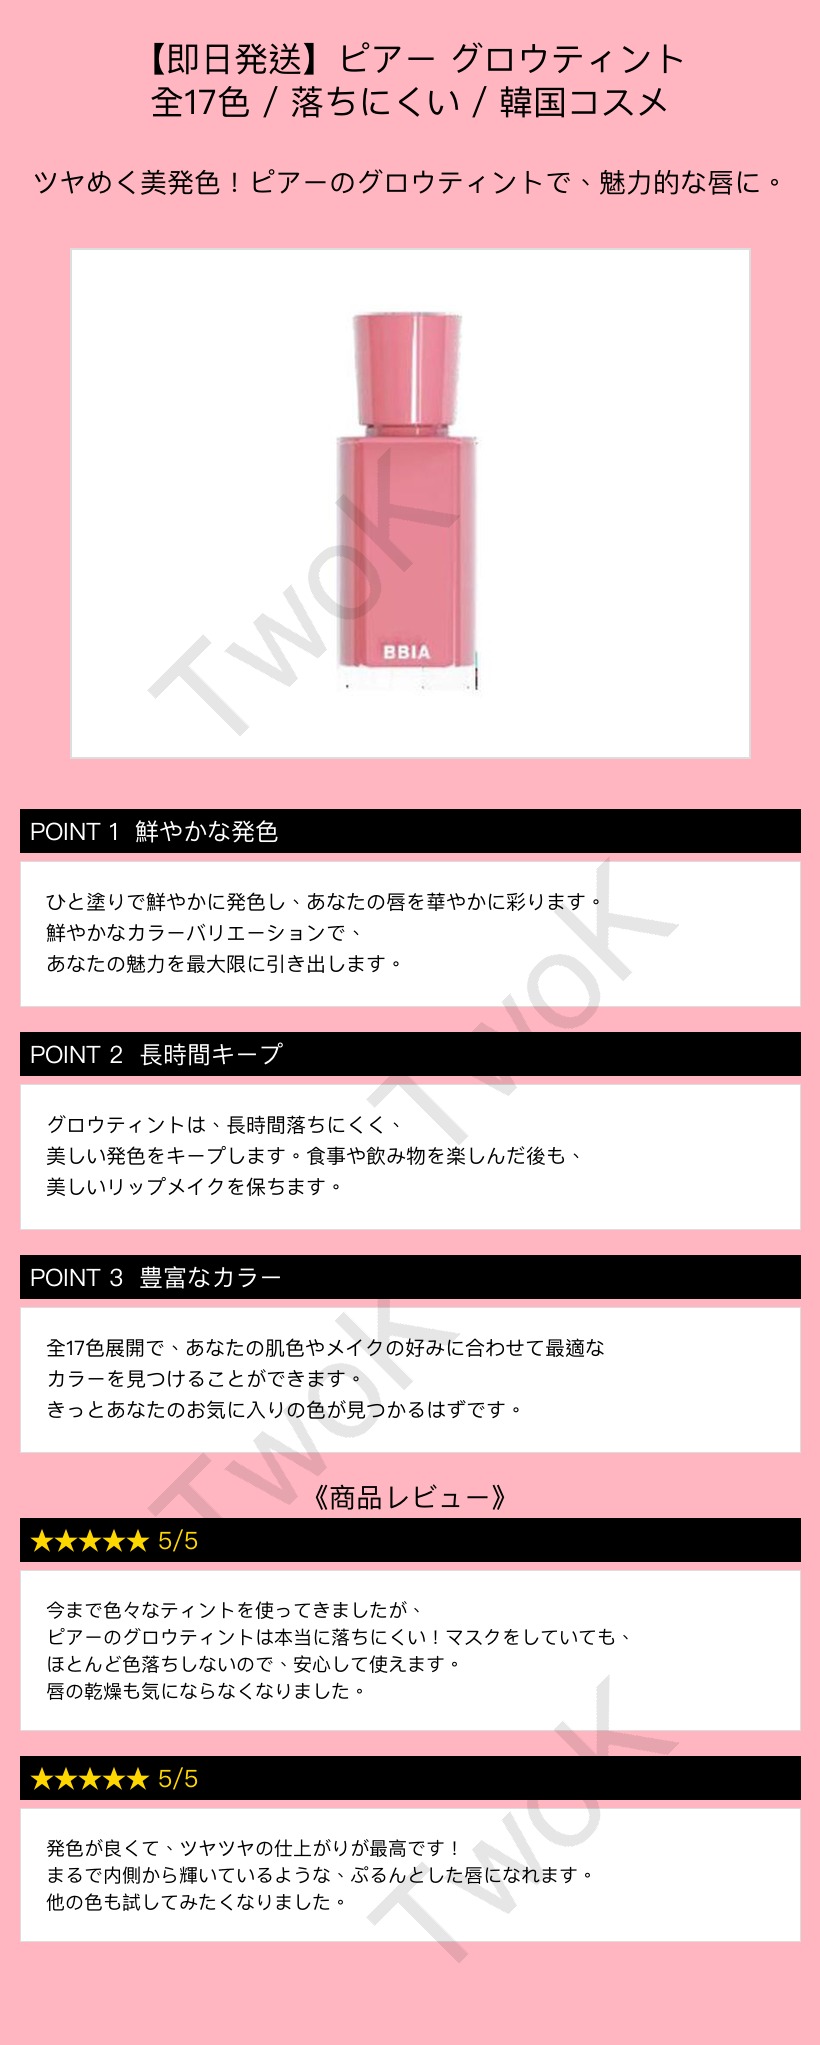 【即日発送】ピアー グロウティント
全17色 / 落ちにくい / 韓国コスメ
ツヤめく美発色！ピアーのグロウティントで、魅力的な唇に。
TwoK
BBIA
POINT 1 鮮やかな発色
ひと塗りで鮮やかに発色し、あなたの唇を華やかに彩ります。
鮮やかなカラーバリエーションで、
あなたの魅力を最大限に引き出します。
TwoK
POINT 2 長時間キープ
グロウティントは、長時間落ちにくく、
美しい発色をキープします。食事や飲み物を楽しんだ後も、
美しいリップメイクを保ちます。
POINT 3 豊富なカラー
全17色展開で、あなたの肌色やメイクの好みに合わせて最適な
カラーを見つけることができます。
きっとあなたのお気に入りの色が見つかるはずです。
TwoK
《商品レビュー》
★★★★★ 5/5
今まで色々なティントを使ってきましたが、
ピアーのグロウティントは本当に落ちにくい！マスクをしていても、
ほとんど色落ちしないので、安心して使えます。
唇の乾燥も気にならなくなりました。
★★★★★ 5/5
発色が良くて、ツヤツヤの仕上がりが最高です！
まるで内側から輝いているような、ぷるんとした唇になれます。
他の色も試してみたくなりました。
TwoK